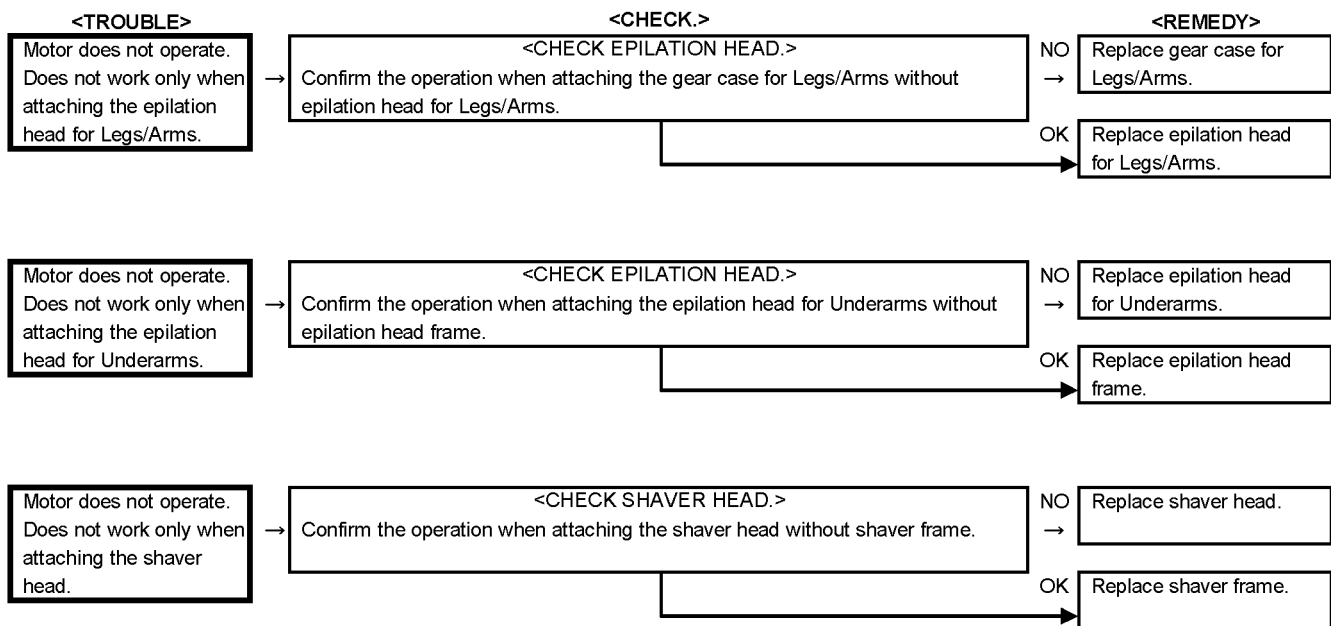 <TROUBLE>
<CHECK.>
<REMEDY>
Motor does not operate.
Does not work only when
attaching the epilation
head for Legs/Arms.
→
<CHECK EPILATION HEAD.>
Confirm the operation when attaching the gear case for Legs/Arms without
epilation head for Legs/Arms.
NO
→
Replace gear case for
Legs/Arms.
OK
Replace epilation head
for Legs/Arms.
Motor does not operate.
Does not work only when
attaching the epilation
head for Underarms.
→
<CHECK EPILATION HEAD.>
Confirm the operation when attaching the epilation head for Underarms without
epilation head frame.
NO
→
Replace epilation head
for Underarms.
OK
Replace epilation head
frame.
Motor does not operate.
Does not work only when
attaching the shaver
head.
→
<CHECK SHAVER HEAD.>
Confirm the operation when attaching the shaver head without shaver frame.
NO
→
Replace shaver head.
OK
Replace shaver frame.